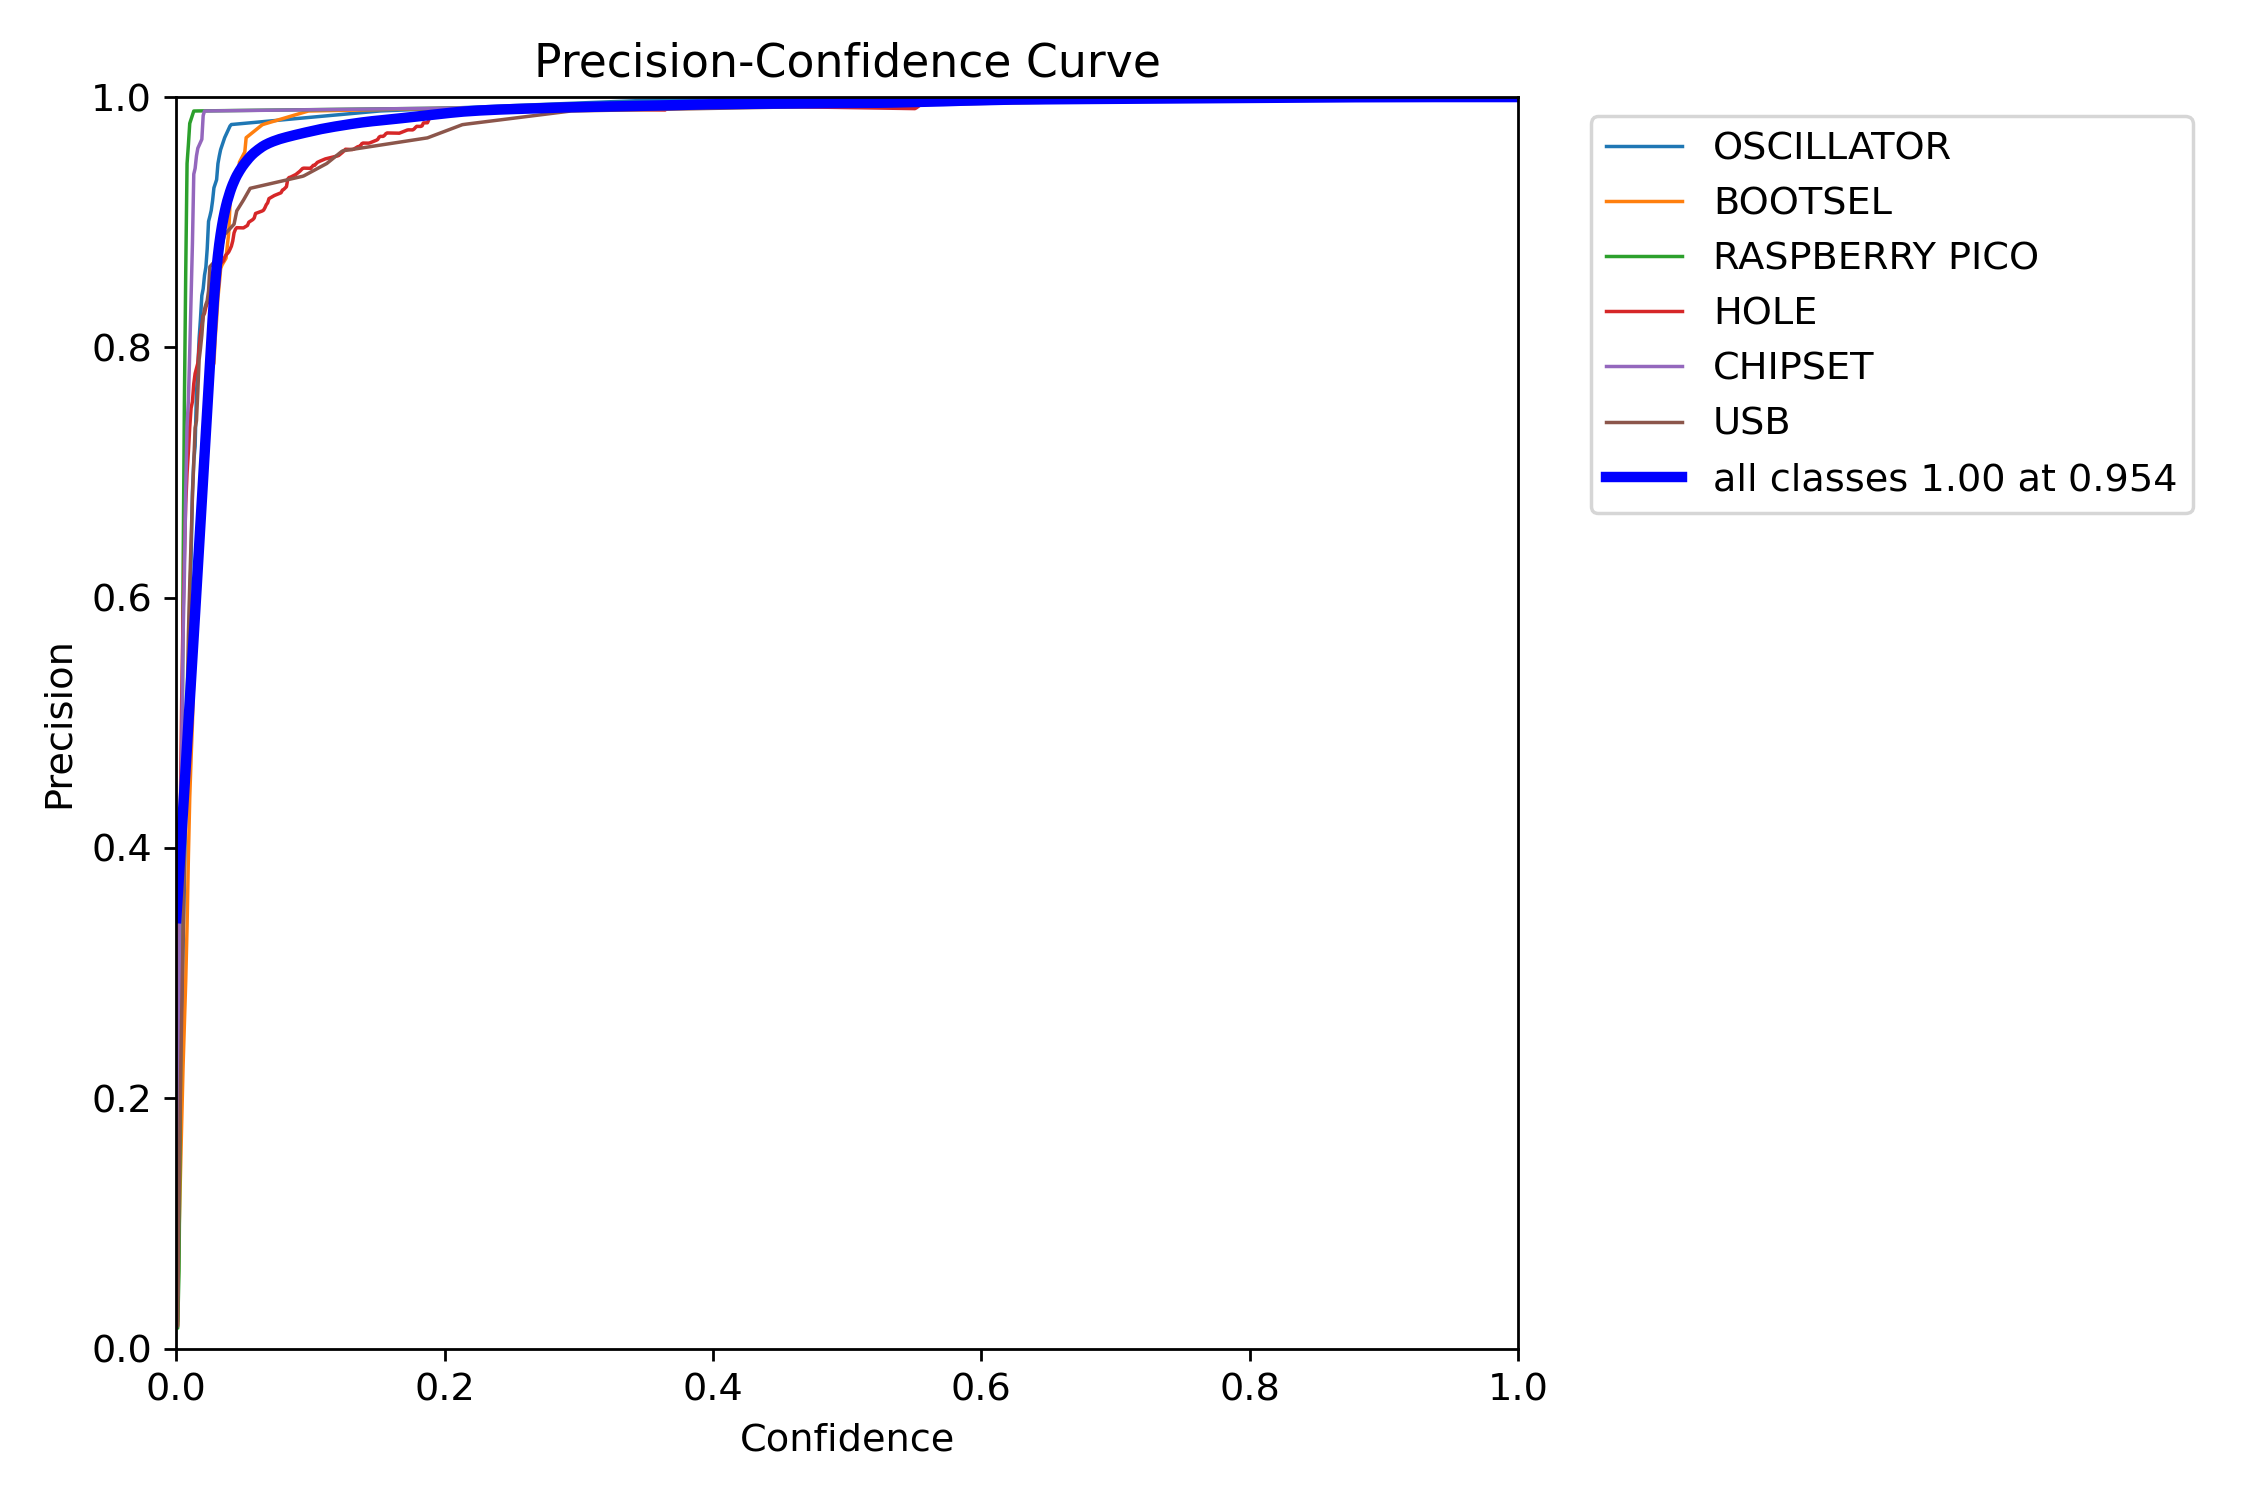 Precision-Confidence Curve
1.0
0.8
0.6
0.4
0.2
0.0
Precision
0.0 0.2 0.4 0.6 0.8 1.0
Confidence
OSCILLATOR
BOOTSEL
RASPBERRY PICO
HOLE
CHIPSET
USB
all classes 1.00 at 0.954